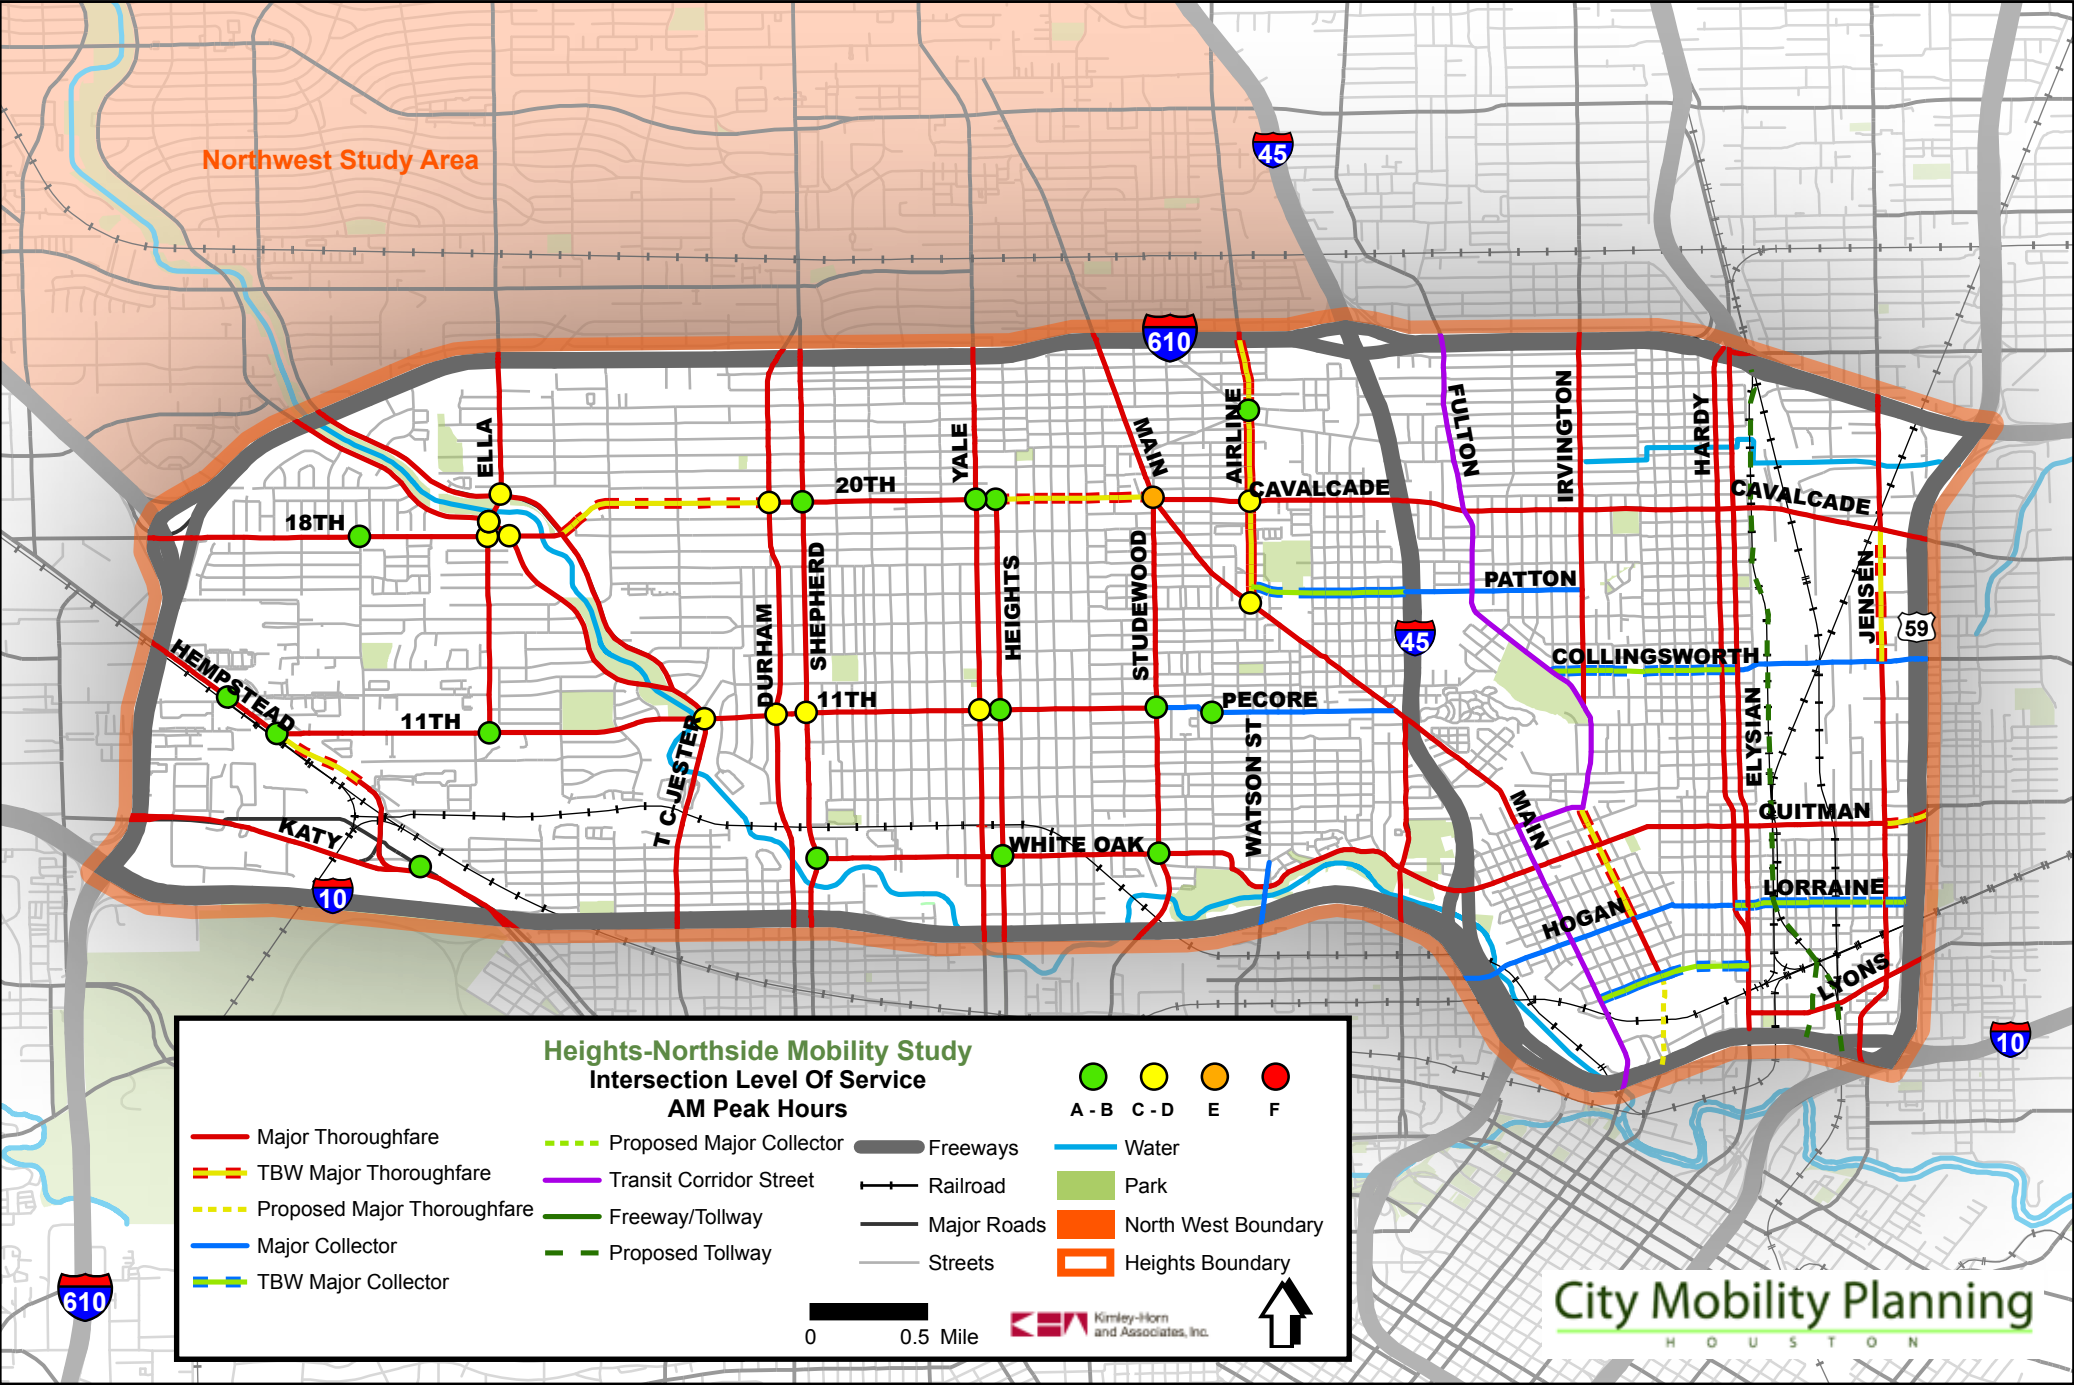 45
Northwest Study Area
610
ELLA
YALE
MAIN
AIRLINE
FULTON
IRVINGTON
HARDY
20TH
CAVALCADE
CAVALCADE
18TH
SHEPHERD
HEIGHTS
STUDEWOOD
PATTON
JENSEN
59
45
DURHAM
HEMPSTEAD
COLLINGSWORTH
11TH
11TH
PECORE
T C JESTER
WATSON ST
ELYSIAN
KATY
WHITE OAK
MAIN
QUITMAN
10
LORRAINE
HOGAN
LYONS
10
610
Heights-Northside Mobility Study
Intersection Level Of Service
AM Peak Hours
A - B C - D E F
Major Thoroughfare
TBW Major Thoroughfare
Proposed Major Thoroughfare
Major Collector
TBW Major Collector
Proposed Major Collector
Transit Corridor Street
Freeway/Tollway
Proposed Tollway
Freeways
Railroad
Major Roads
Streets
Water
Park
North West Boundary
Heights Boundary
0 0.5 Mile
Kimley-Horn
and Associates, Inc.
City Mobility Planning
HOUSTON